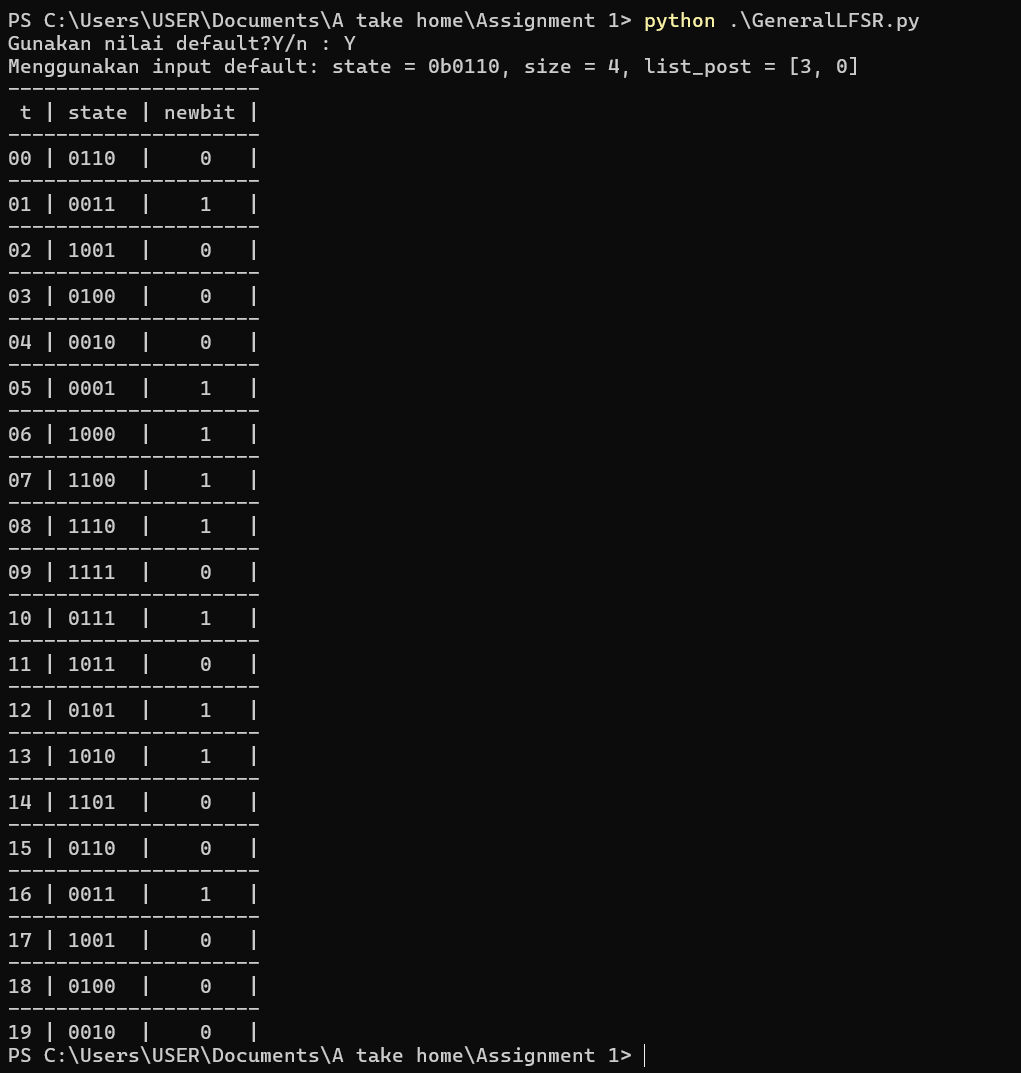 PS C:\Users\USER\Documents\A take home\Assignment 1> python .\GeneralLFSR.py
Gunakan nilai default?Y/n : Y
Menggunakan input default: state = 0b0110, size = 4, list_post = [3, 0]
---------------------
 t | state | newbit |
---------------------
00 | 0110  |    0   |
---------------------
01 | 0011  |    1   |
---------------------
02 | 1001  |    0   |
---------------------
03 | 0100  |    0   |
---------------------
04 | 0010  |    0   |
---------------------
05 | 0001  |    1   |
---------------------
06 | 1000  |    1   |
---------------------
07 | 1100  |    1   |
---------------------
08 | 1110  |    1   |
---------------------
09 | 1111  |    0   |
---------------------
10 | 0111  |    1   |
---------------------
11 | 1011  |    0   |
---------------------
12 | 0101  |    1   |
---------------------
13 | 1010  |    1   |
---------------------
14 | 1101  |    0   |
---------------------
15 | 0110  |    0   |
---------------------
16 | 0011  |    1   |
---------------------
17 | 1001  |    0   |
---------------------
18 | 0100  |    0   |
---------------------
19 | 0010  |    0   |
PS C:\Users\USER\Documents\A take home\Assignment 1>